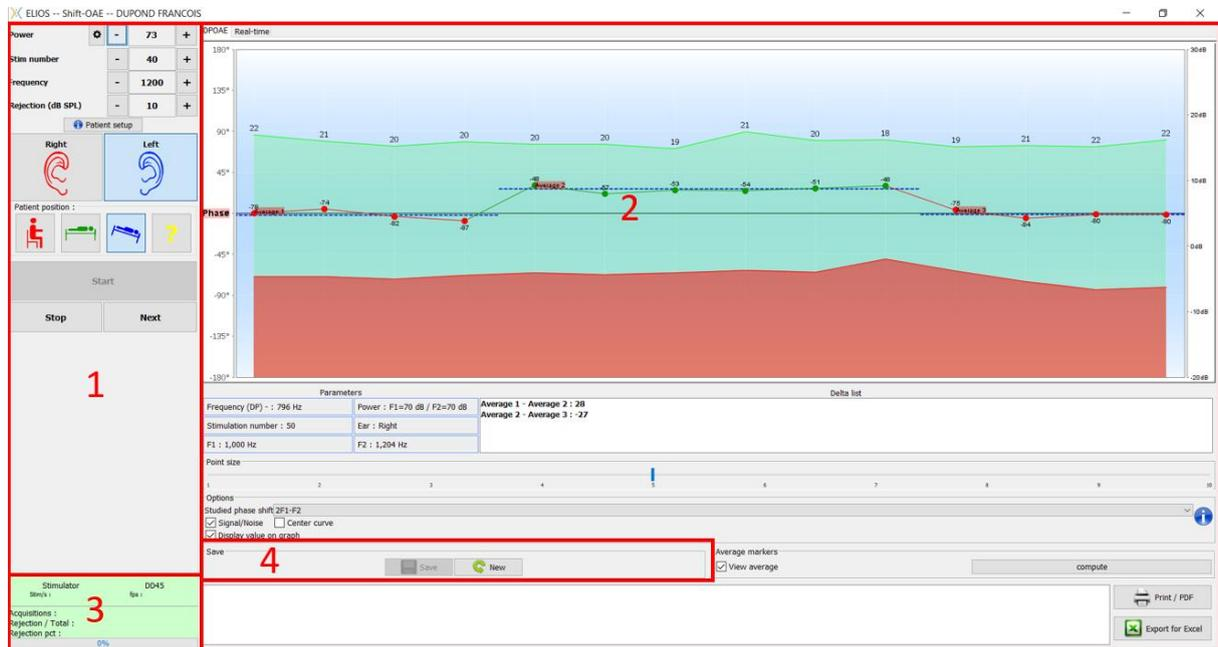 ELIOS -- Shift-OAE -- DUPOND FRANCOIS
Power - 73 +
Stim number - 40 +
Frequency - 1200 +
Rejection (dB SPL) - 10 +
Patient setup
Right Left
Patient position :
?
Start
Stop Next
1
Stimulator DD45
Stim/s : fps :
3
Acquisitions :
Rejection / Total :
Rejection pct :
0%
DPOAE Real-time
180° 30dB
135°
20dB
90°
22 21 20 20 20 20 19 21 20 18 19 21 22 22
45°
10dB
-48 Average 2 -57 -53 -54 -51 -48
2
Phase -78 Average 1 -74 -82 -87 -76 Average 3 -84 -80 -80
0dB
-45°
-90°
-10dB
-135°
-180° -20dB
Parameters Delta list
Frequency (DP) - : 796 Hz Power : F1=70 dB / F2=70 dB
Stimulation number : 50 Ear : Right
F1 : 1,000 Hz F2 : 1,204 Hz
Average 1 - Average 2 : 28
Average 2 - Average 3 : -27
Point size
1 2 3 4 5 6 7 8 9 10
Options
Studied phase shift 2F1-F2
Signal/Noise Center curve
Display value on graph
Save
4
Save New
Average markers
View average compute
Print / PDF
Export for Excel